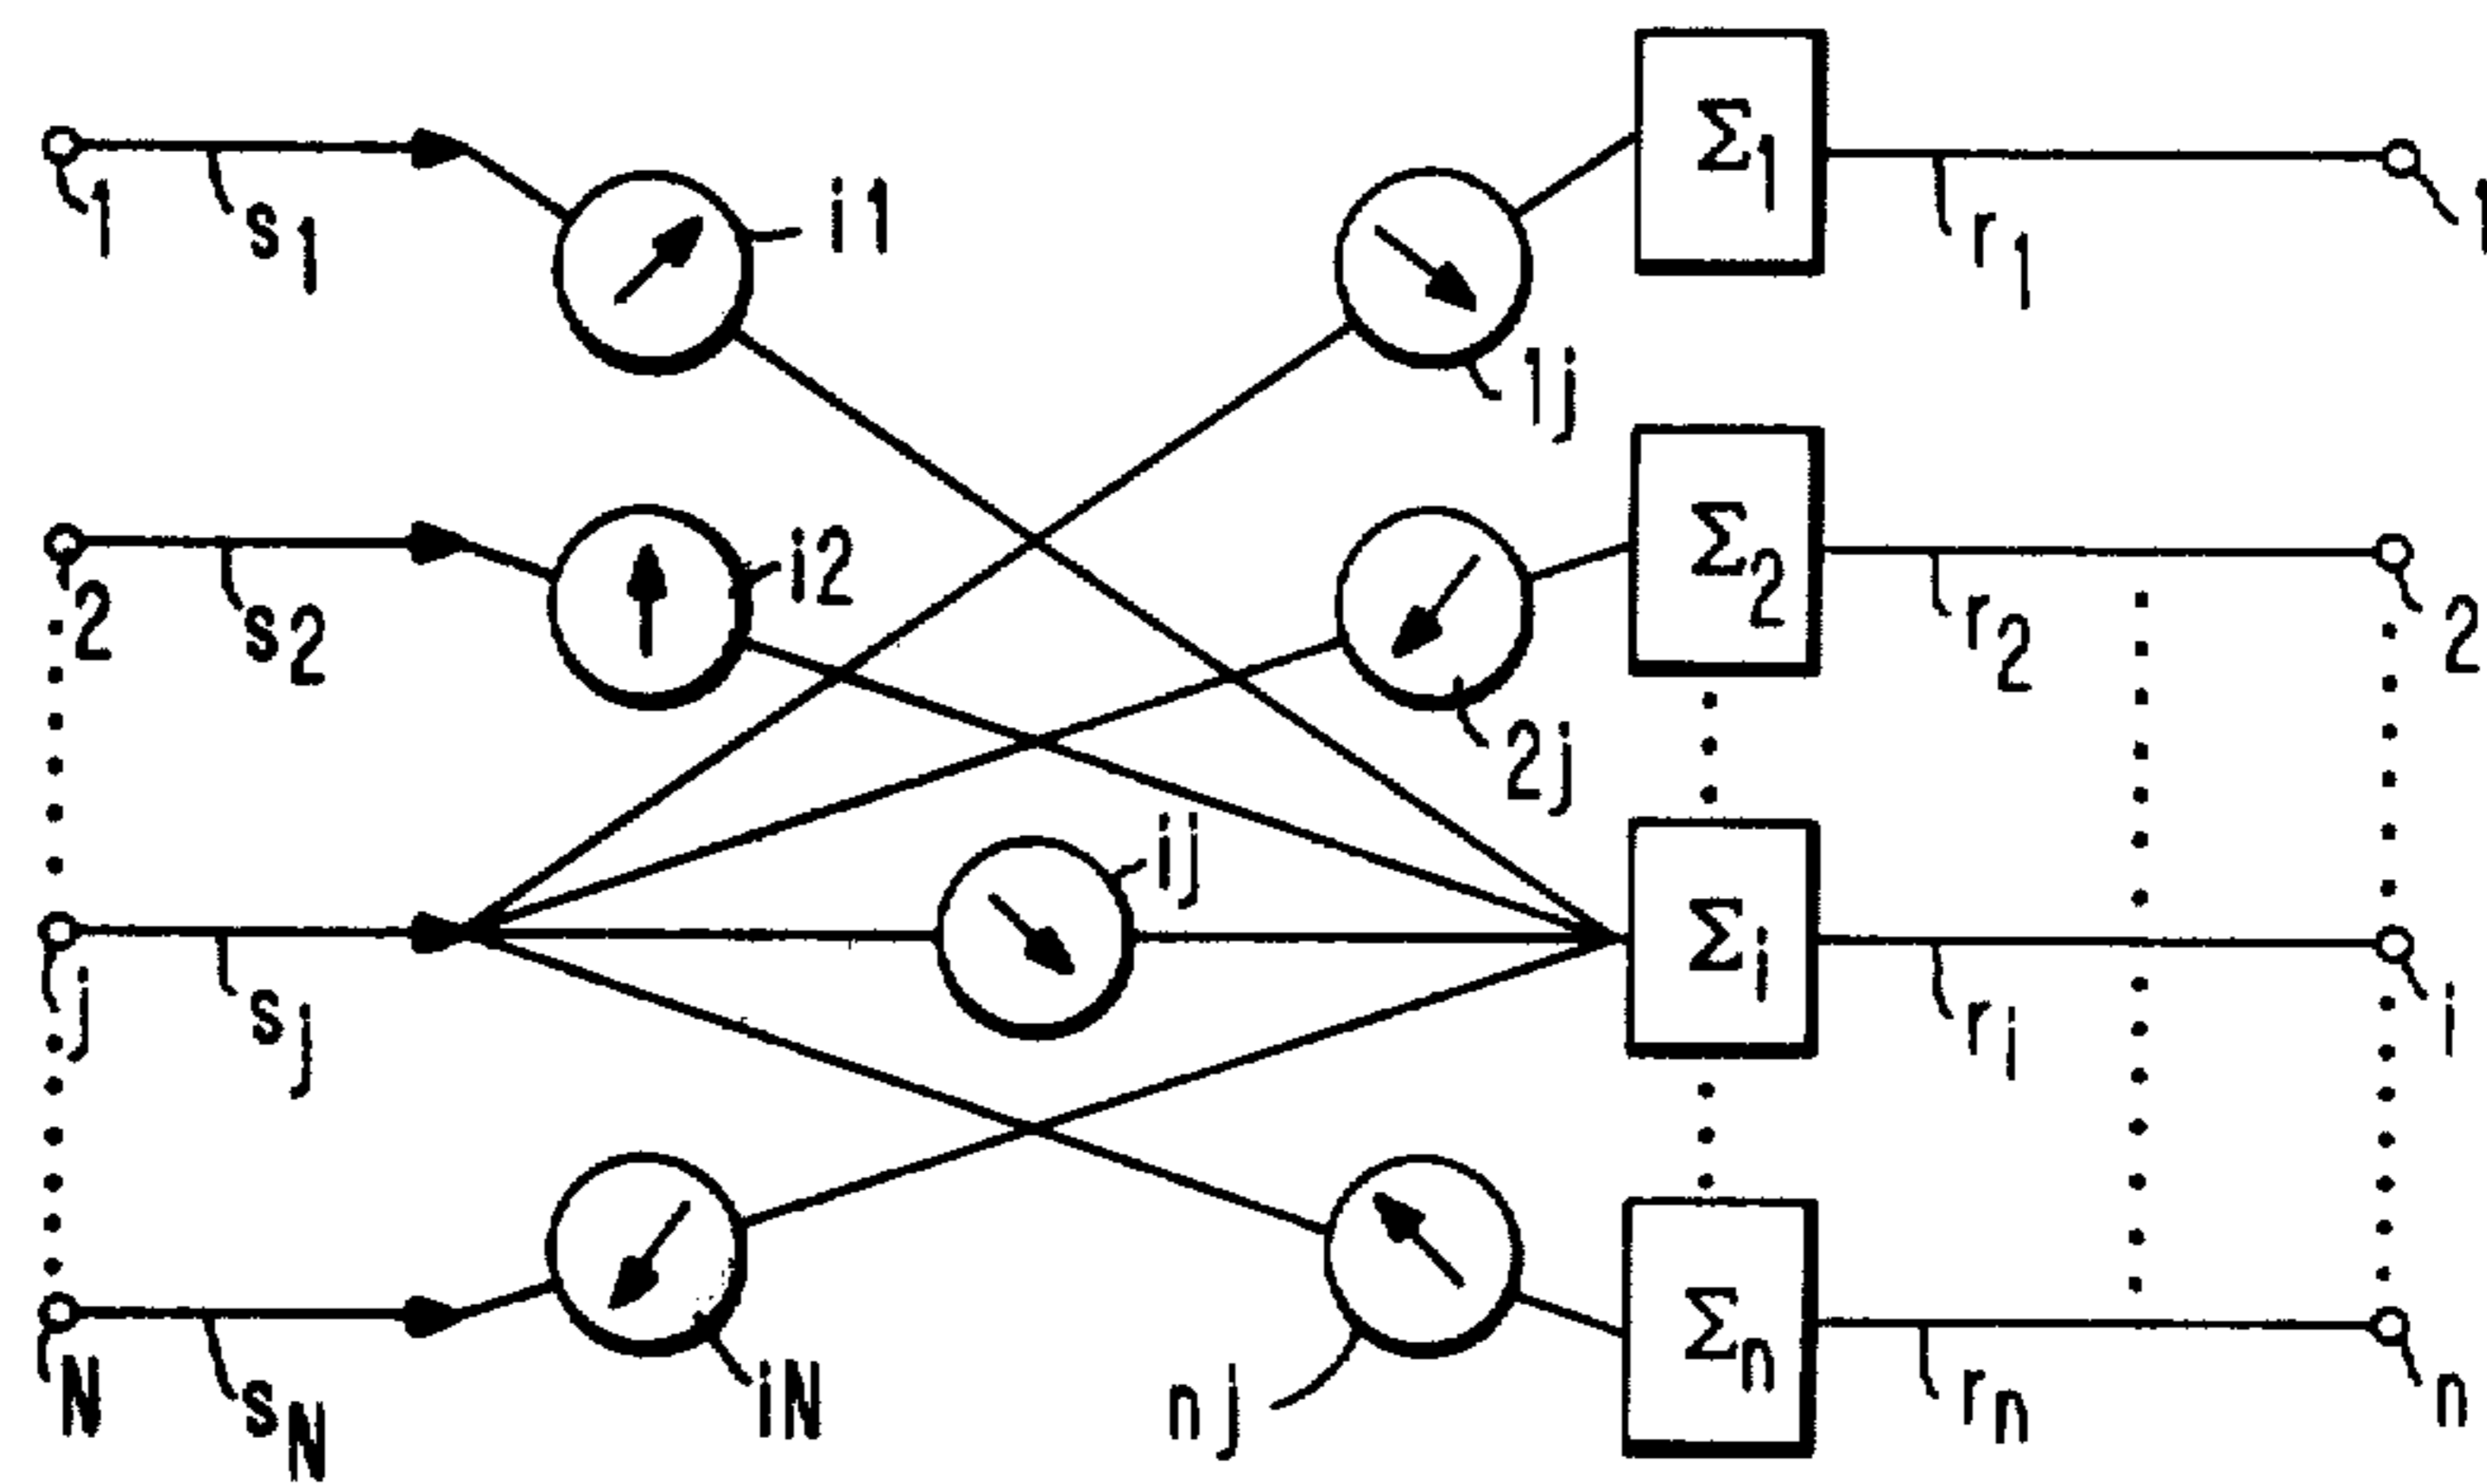 Σ1
1 s1 i1 1j r1 1
Σ2
2 s2 i2 2j r2 2
ij
Σi
j sj ri i
Σn
N sN iN nj rn n